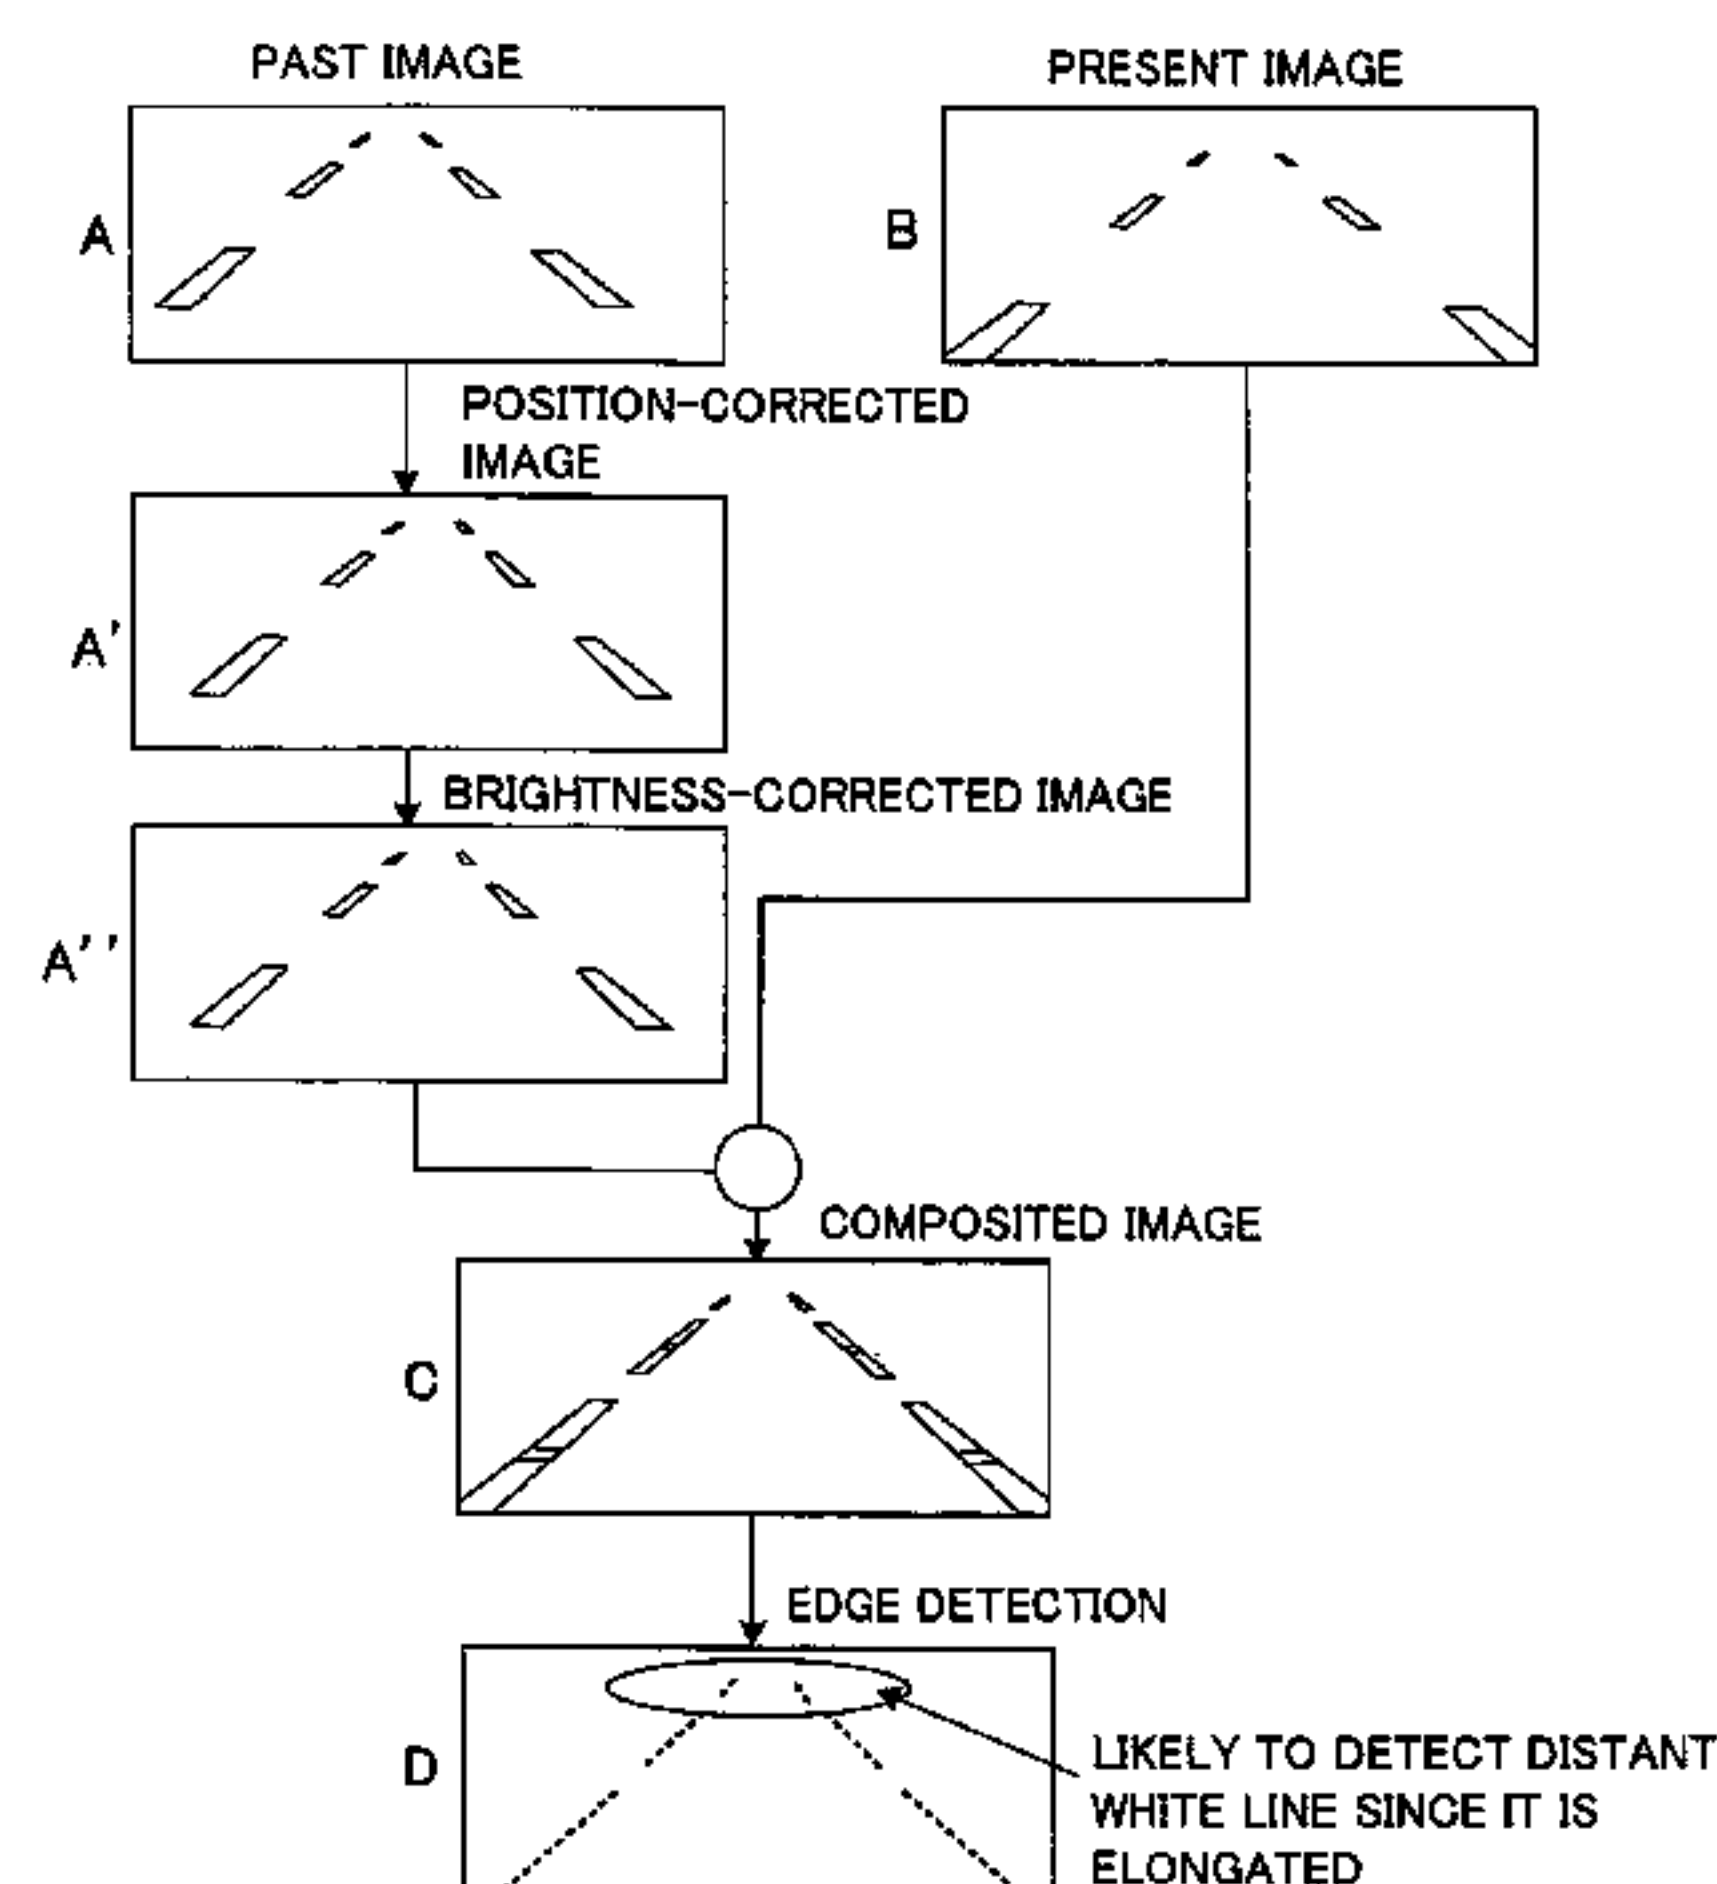 PAST IMAGE
PRESENT IMAGE
A
B
POSITION-CORRECTED
IMAGE
A'
BRIGHTNESS-CORRECTED IMAGE
A''
COMPOSITED IMAGE
C
EDGE DETECTION
D
LIKELY TO DETECT DISTANT
WHITE LINE SINCE IT IS
ELONGATED